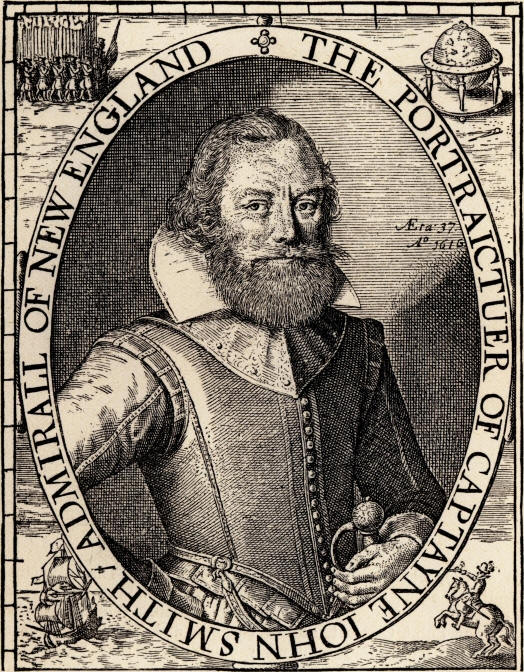 THE PORTRAICTUER OF CAPTAYNE IOHN SMITH / ADMIRALL OF NEW ENGLAND
Æta 37
Aº 1616